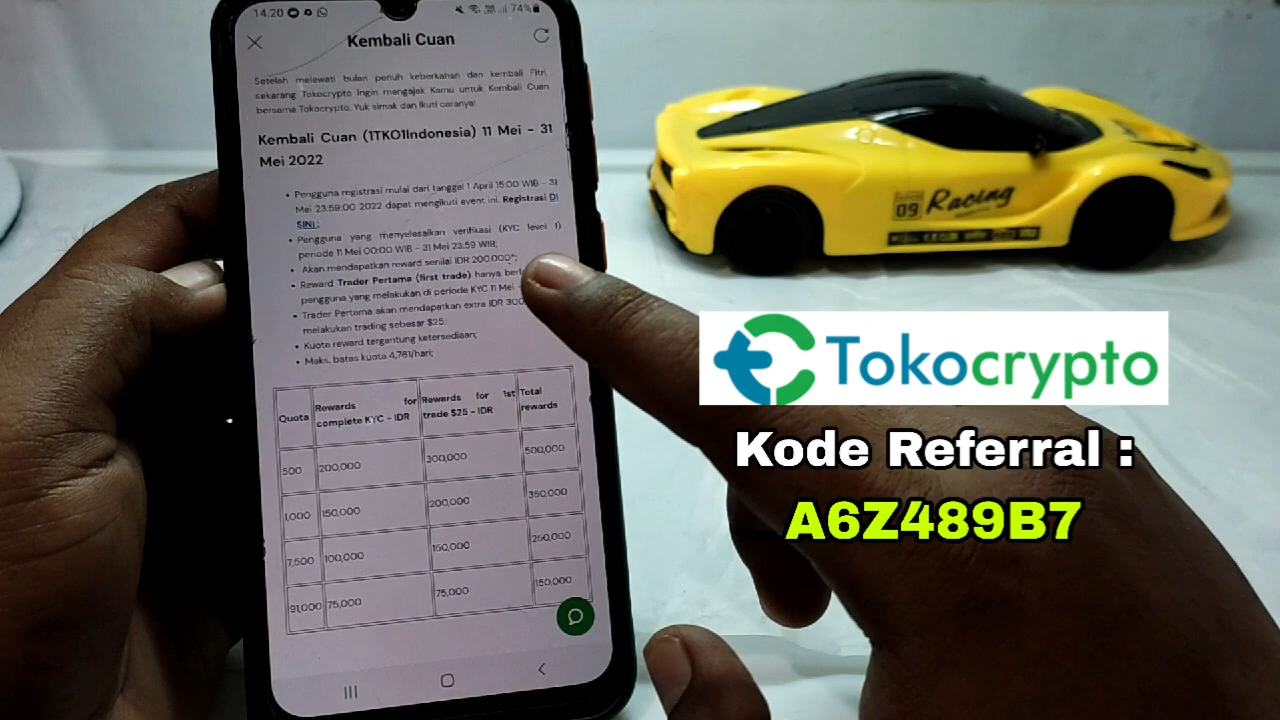 14.20
74%
Kembali Cuan
Setelah melewati bulan penuh keberkahan dan kembali Fitri,
sekarang Tokocrypto Ingin mengajak Kamu untuk Kembali Cuan
bersama Tokocrypto. Yuk simak dan Ikuti caranya!
Kembali Cuan (1TKO1Indonesia) 11 Mei - 31
Mei 2022
• Pengguna registrasi mulai dari tanggal 1 April 15:00 WIB - 31
Mei 23.59:00 2022 dapat mengikuti event ini. Registrasi DI
SINI;
• Pengguna yang menyelesaikan verifikasi (KYC level 1)
periode 11 Mei 00:00 WIB - 31 Mei 23.59 WIB;
• Akan mendapatkan reward senilai IDR 200,000*;
• Reward Trader Pertama (first trade) hanya
pengguna yang melakukan di periode KYC 11 Mei
• Trader Pertama akan mendapatkan extra IDR
melakukan trading sebesar $25;
• Kuota reward tergantung ketersediaan;
• Maks. batas kuota 4,761/hari;
Quota Rewards for complete KYC - IDR Rewards for 1st trade $25 - IDR Total rewards
500 200,000 300,000 500,000
1,000 150,000 200,000 350,000
7,500 100,000 150,000 250,000
91,000 75,000 75,000 150,000
09 Racing
Tokocrypto
Kode Referral :
A6Z489B7